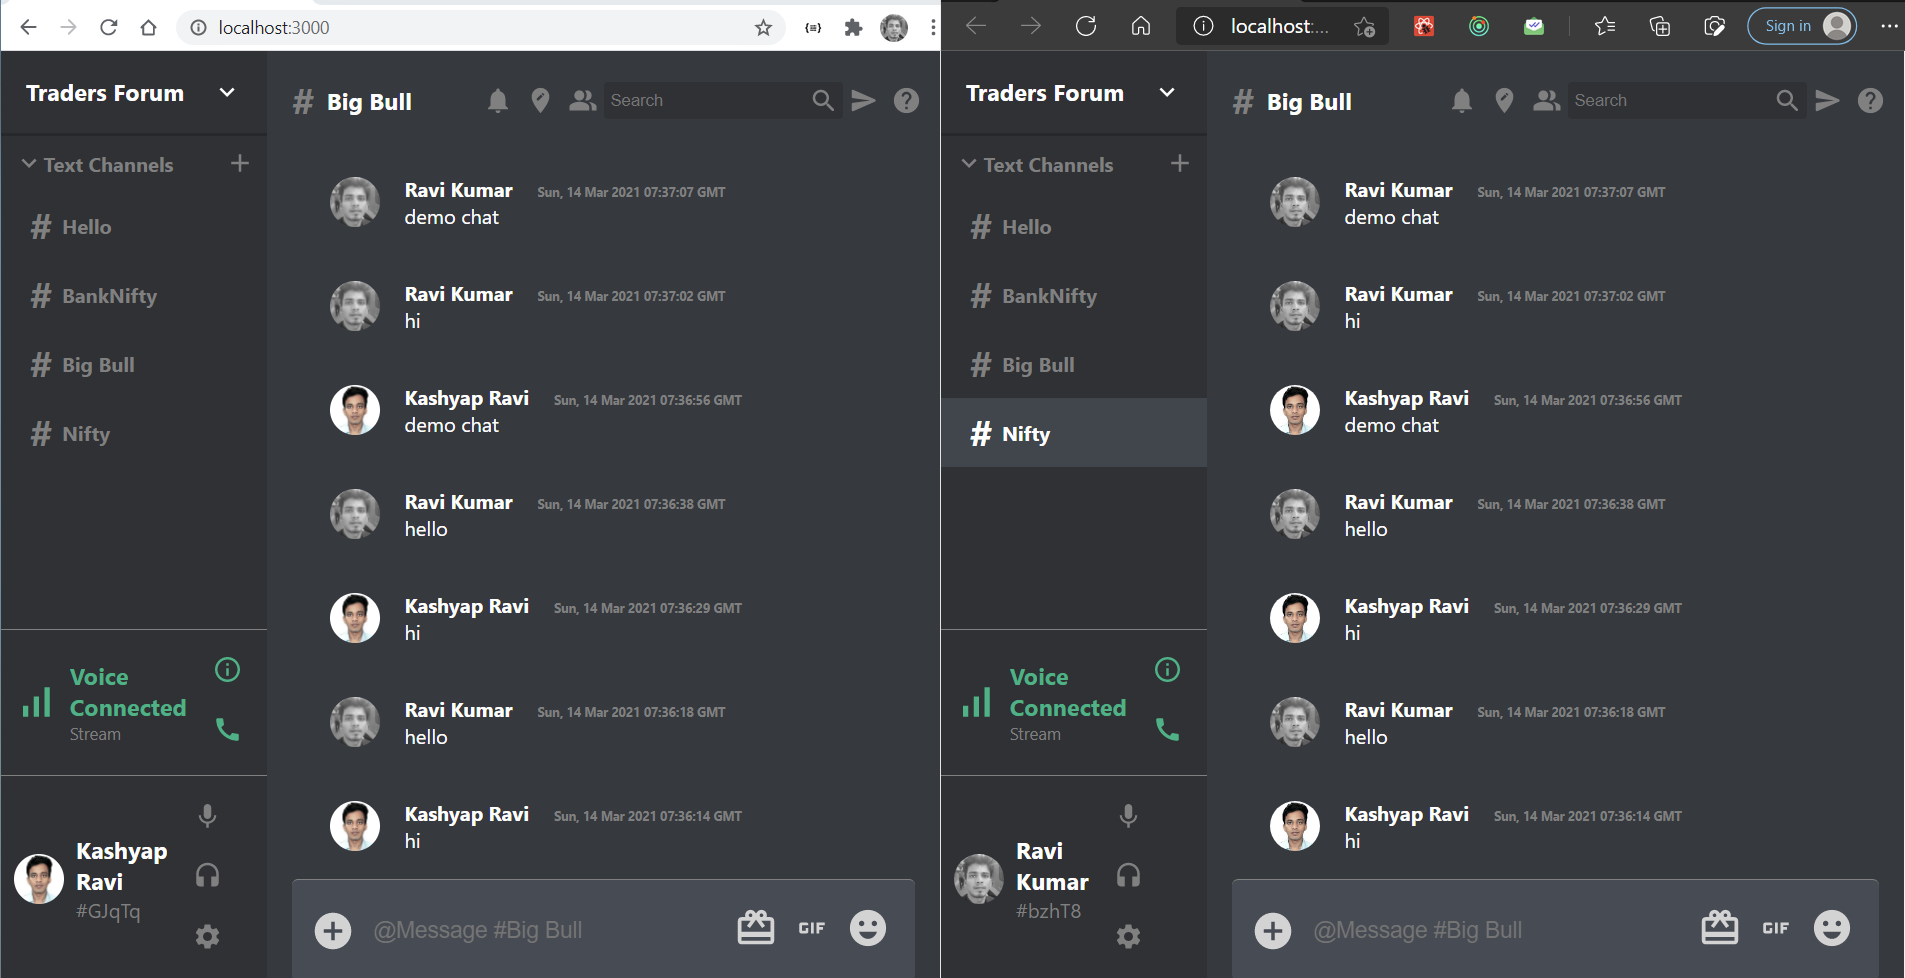 localhost:3000
Traders Forum
Text Channels
Hello
BankNifty
Big Bull
Nifty
Voice
Connected
Stream
Kashyap
Ravi
#GJqTq
# Big Bull
Search
Ravi Kumar Sun, 14 Mar 2021 07:37:07 GMT
demo chat
Ravi Kumar Sun, 14 Mar 2021 07:37:02 GMT
hi
Kashyap Ravi Sun, 14 Mar 2021 07:36:56 GMT
demo chat
Ravi Kumar Sun, 14 Mar 2021 07:36:38 GMT
hello
Kashyap Ravi Sun, 14 Mar 2021 07:36:29 GMT
hi
Ravi Kumar Sun, 14 Mar 2021 07:36:18 GMT
hello
Kashyap Ravi Sun, 14 Mar 2021 07:36:14 GMT
hi
@Message #Big Bull GIF
localhost:... Sign in
Traders Forum
Text Channels
# Hello
# BankNifty
# Big Bull
# Nifty
Voice
Connected
Stream
Ravi
Kumar
#bzhT8
# Big Bull
Search
Ravi Kumar Sun, 14 Mar 2021 07:37:07 GMT
demo chat
Ravi Kumar Sun, 14 Mar 2021 07:37:02 GMT
hi
Kashyap Ravi Sun, 14 Mar 2021 07:36:56 GMT
demo chat
Ravi Kumar Sun, 14 Mar 2021 07:36:38 GMT
hello
Kashyap Ravi Sun, 14 Mar 2021 07:36:29 GMT
hi
Ravi Kumar Sun, 14 Mar 2021 07:36:18 GMT
hello
Kashyap Ravi Sun, 14 Mar 2021 07:36:14 GMT
hi
@Message #Big Bull GIF